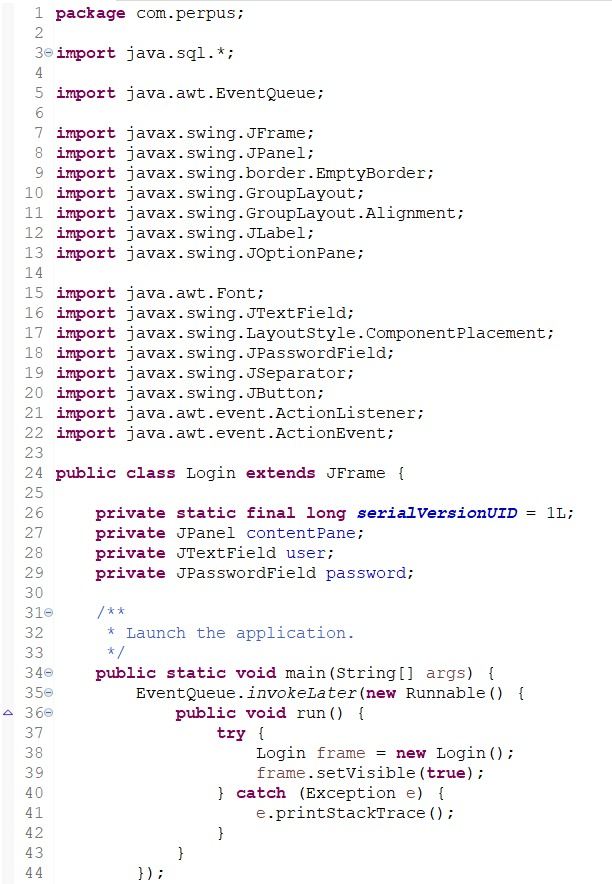 1 package com.perpus;
2
3 import java.sql.*;
4
5 import java.awt.EventQueue;
6
7 import javax.swing.JFrame;
8 import javax.swing.JPanel;
9 import javax.swing.border.EmptyBorder;
10 import javax.swing.GroupLayout;
11 import javax.swing.GroupLayout.Alignment;
12 import javax.swing.JLabel;
13 import javax.swing.JOptionPane;
14
15 import java.awt.Font;
16 import javax.swing.JTextField;
17 import javax.swing.LayoutStyle.ComponentPlacement;
18 import javax.swing.JPasswordField;
19 import javax.swing.JSeparator;
20 import javax.swing.JButton;
21 import java.awt.event.ActionListener;
22 import java.awt.event.ActionEvent;
23
24 public class Login extends JFrame {
25
26     private static final long serialVersionUID = 1L;
27     private JPanel contentPane;
28     private JTextField user;
29     private JPasswordField password;
30
31     /**
32      * Launch the application.
33      */
34     public static void main(String[] args) {
35         EventQueue.invokeLater(new Runnable() {
36             public void run() {
37                 try {
38                     Login frame = new Login();
39                     frame.setVisible(true);
40                 } catch (Exception e) {
41                     e.printStackTrace();
42                 }
43             }
44         });